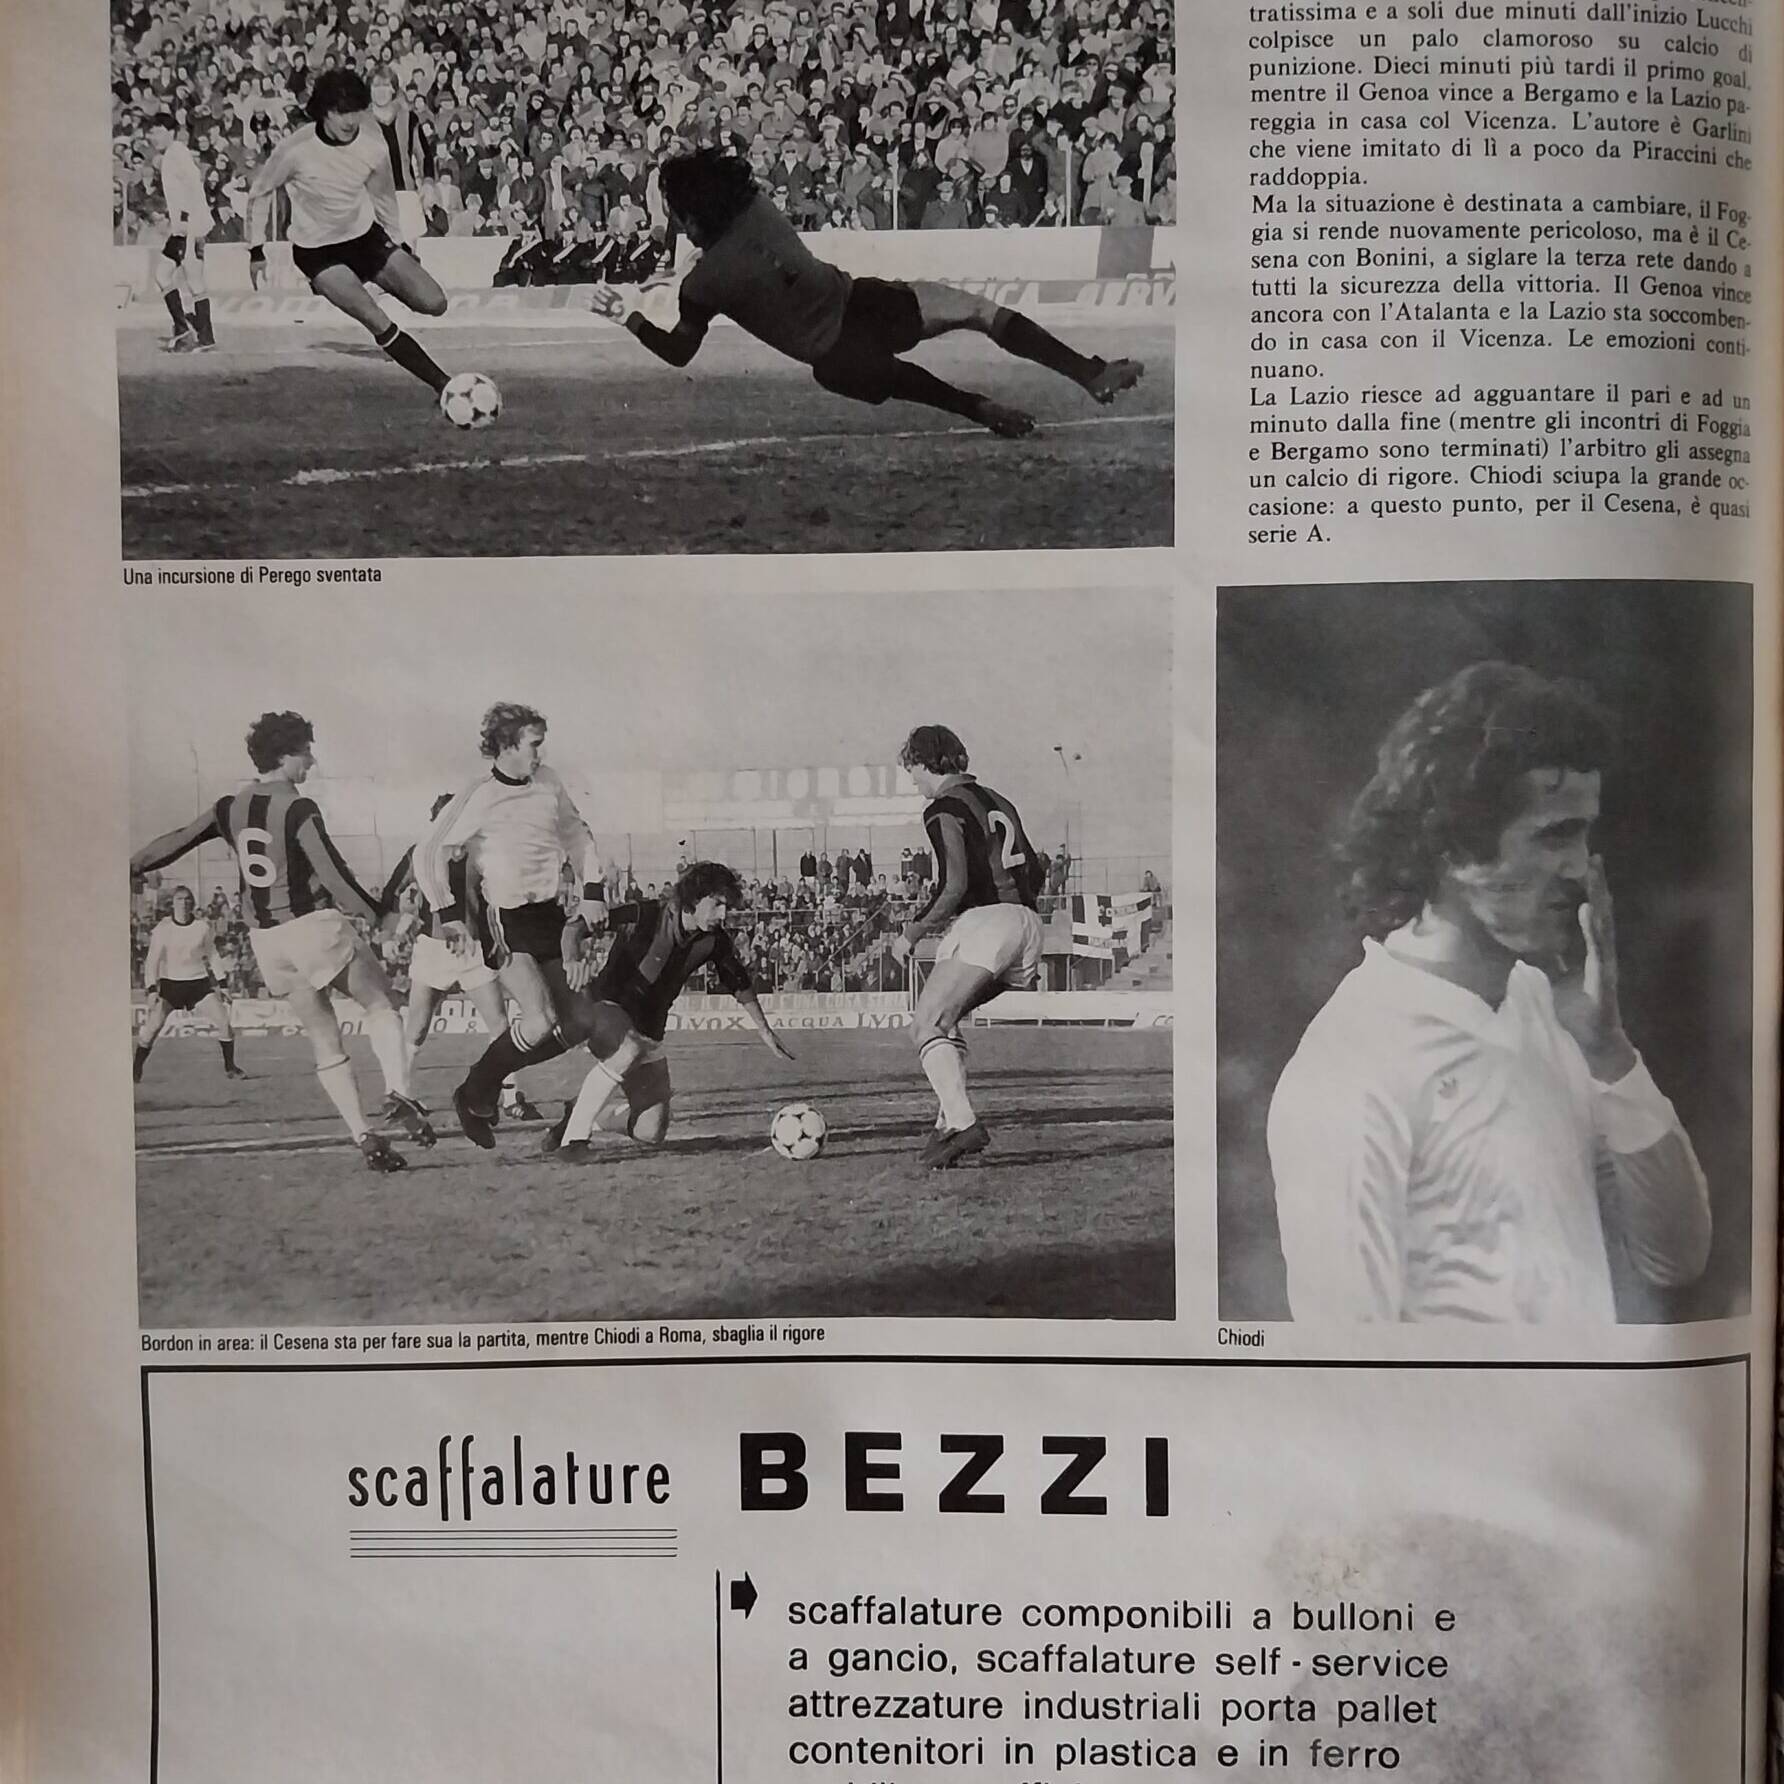 tratissima e a soli due minuti dall'inizio Lucchi
colpisce un palo clamoroso su calcio di
punizione. Dieci minuti più tardi il primo goal,
mentre il Genoa vince a Bergamo e la Lazio pa-
reggia in casa col Vicenza. L'autore è Garlini
che viene imitato di lì a poco da Piraccini che
raddoppia.
Ma la situazione è destinata a cambiare, il Fog-
gia si rende nuovamente pericoloso, ma è il Ce-
sena con Bonini, a siglare la terza rete dando a
tutti la sicurezza della vittoria. Il Genoa vince
ancora con l'Atalanta e la Lazio sta soccomben-
do in casa con il Vicenza. Le emozioni conti-
nuano.
La Lazio riesce ad agguantare il pari e ad un
minuto dalla fine (mentre gli incontri di Foggia
e Bergamo sono terminati) l'arbitro gli assegna
un calcio di rigore. Chiodi sciupa la grande oc-
casione: a questo punto, per il Cesena, è quasi
serie A.
Una incursione di Perego sventata
6
2
LVOX ACQUA LVOX
Bordon in area: il Cesena sta per fare sua la partita, mentre Chiodi a Roma, sbaglia il rigore
Chiodi
scaffalature BEZZI
scaffalature componibili a bulloni e
a gancio, scaffalature self - service
attrezzature industriali porta pallet
contenitori in plastica e in ferro